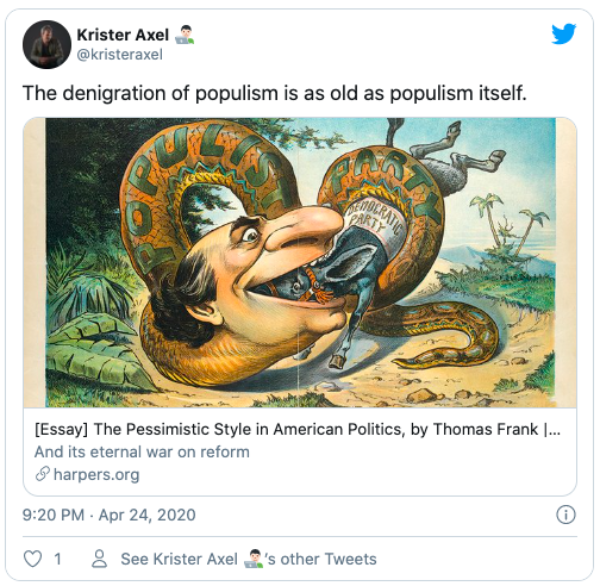 Krister Axel 👨🏻‍💻
@kristeraxel
The denigration of populism is as old as populism itself.
POPULIST PARTY
DEMOCRATIC
PARTY
[Essay] The Pessimistic Style in American Politics, by Thomas Frank |...
And its eternal war on reform
harpers.org
9:20 PM · Apr 24, 2020
1 See Krister Axel 👨🏻‍💻's other Tweets